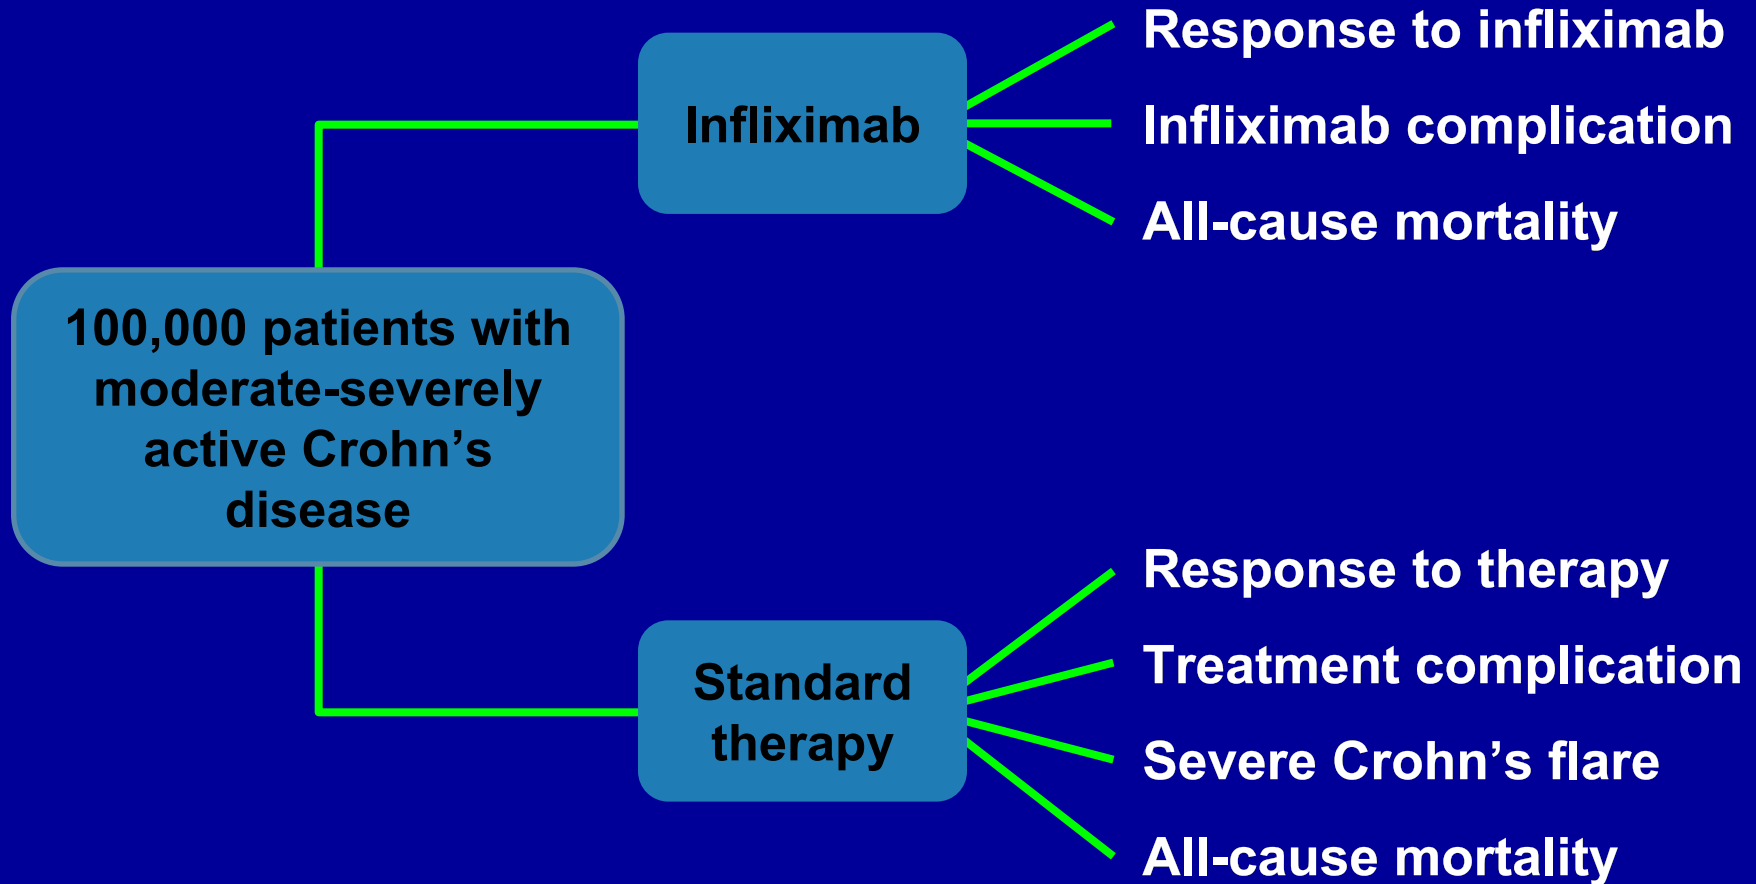 Response to infliximab
Infliximab
Infliximab complication
All-cause mortality
100,000 patients with
moderate-severely
active Crohn’s
disease
Response to therapy
Standard
therapy
Treatment complication
Severe Crohn’s flare
All-cause mortality